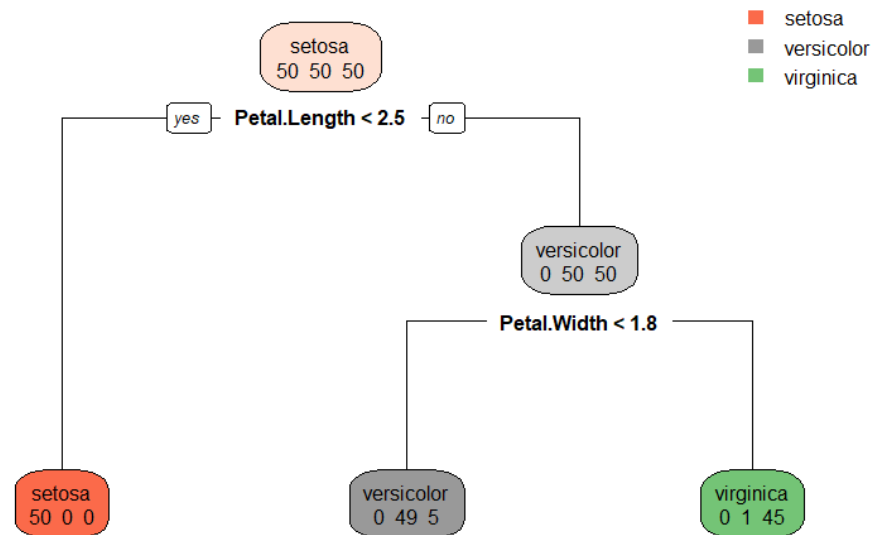 setosa
50 50 50
setosa
versicolor
virginica
yes Petal.Length < 2.5 no
versicolor
0 50 50
Petal.Width < 1.8
setosa
50 0 0
versicolor
0 49 5
virginica
0 1 45